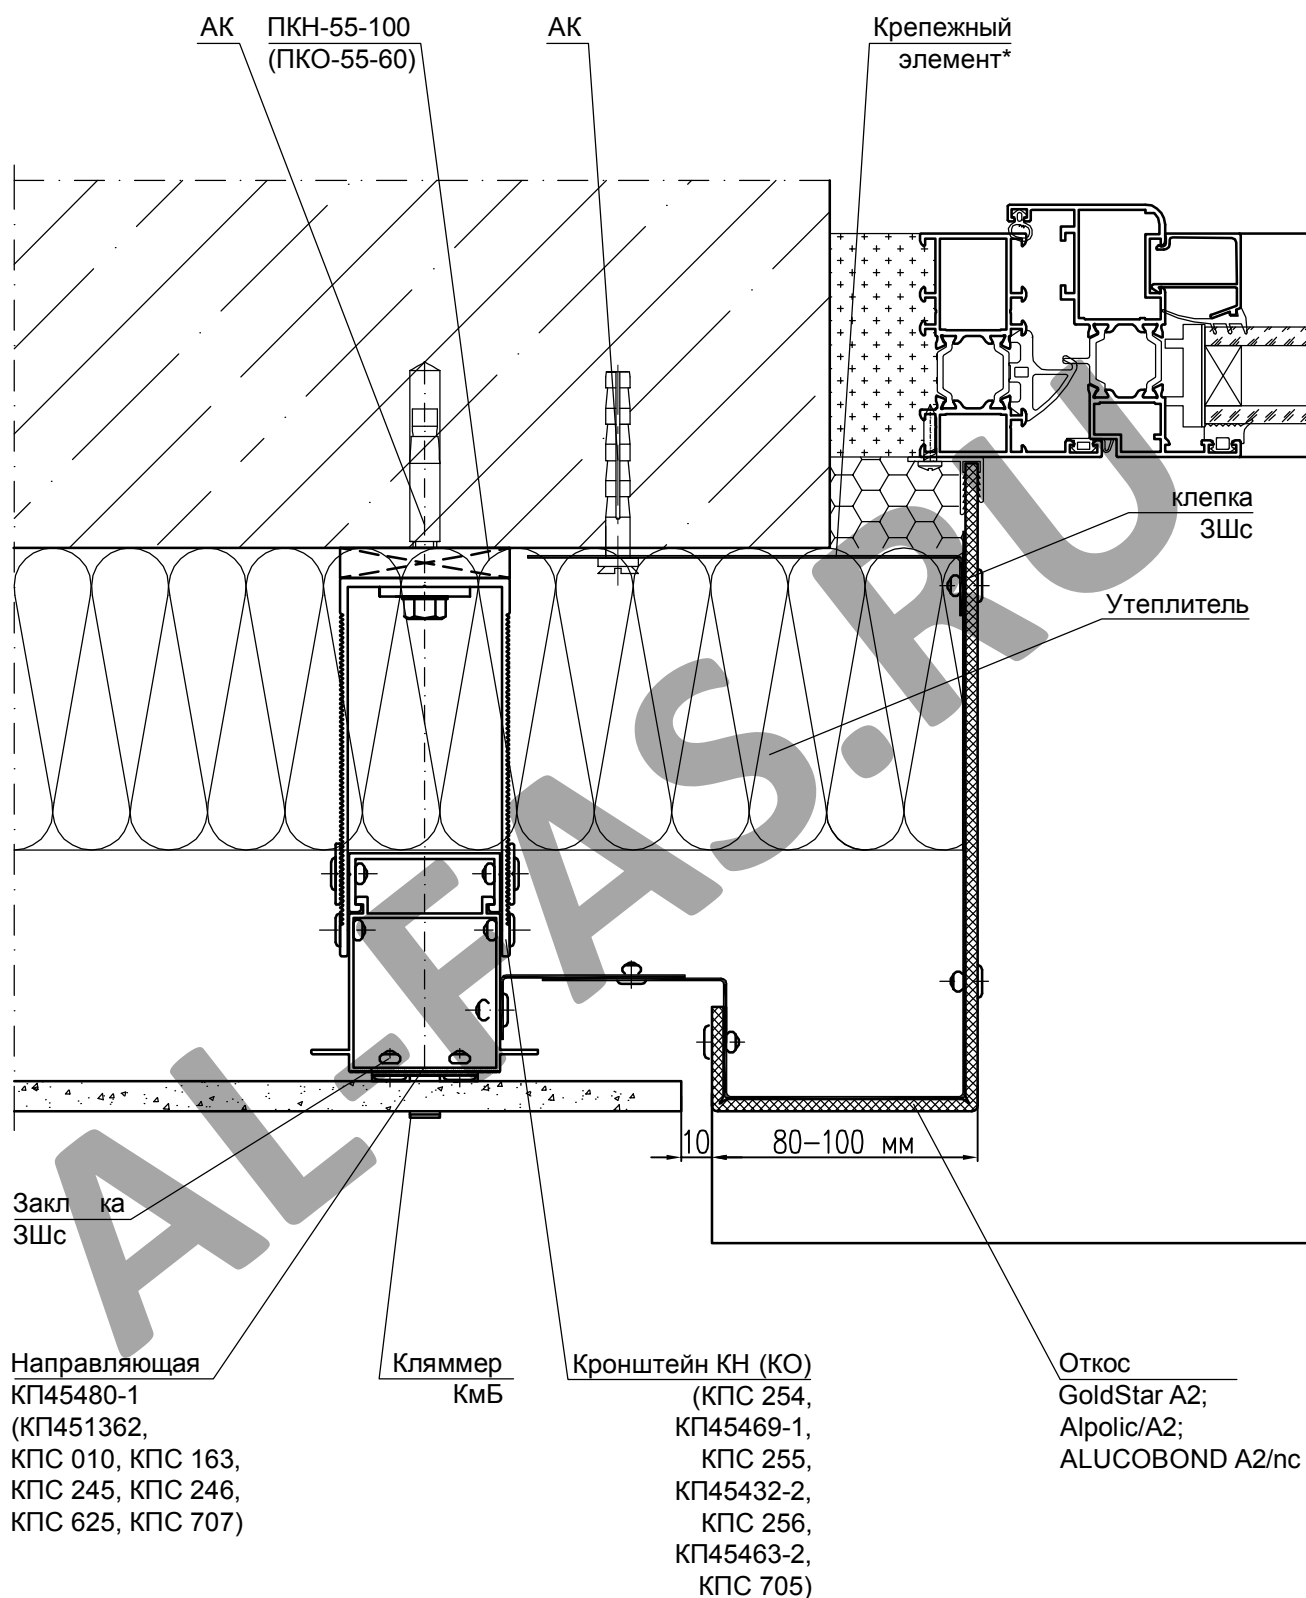 АК
ПКН-55-100
(ПКО-55-60)
АК
Крепежный
элемент*
клепка
ЗШс
Утеплитель
10
80-100 мм
Закл ка
ЗШс
Направляющая
КП45480-1
(КП451362,
КПС 010, КПС 163,
КПС 245, КПС 246,
КПС 625, КПС 707)
Кляммер
КмБ
Кронштейн КН (КО)
(КПС 254,
КП45469-1,
КПС 255,
КП45432-2,
КПС 256,
КП45463-2,
КПС 705)
Откос
GoldStar A2;
Alpolic/A2;
ALUCOBOND A2/nc
AL-FAS.RU